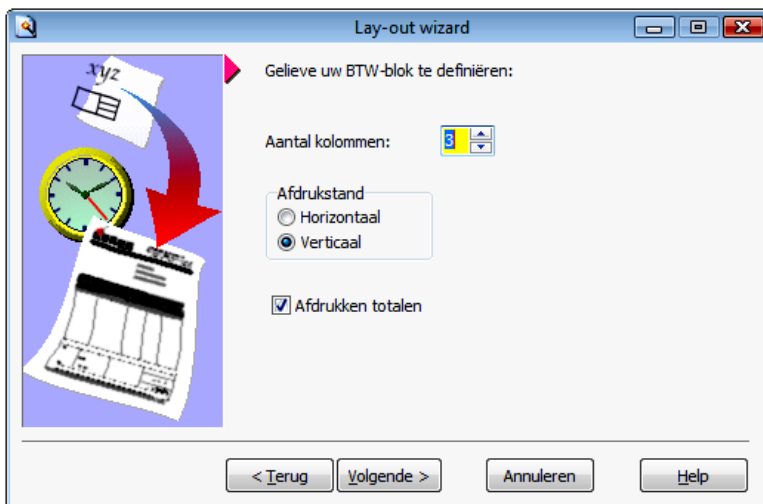 Lay-out wizard
xyz
Gelieve uw BTW-blok te definiëren:
Aantal kolommen: 3
Afdrukstand
Horizontaal
Verticaal
Afdrukken totalen
< Terug Volgende > Annuleren Help